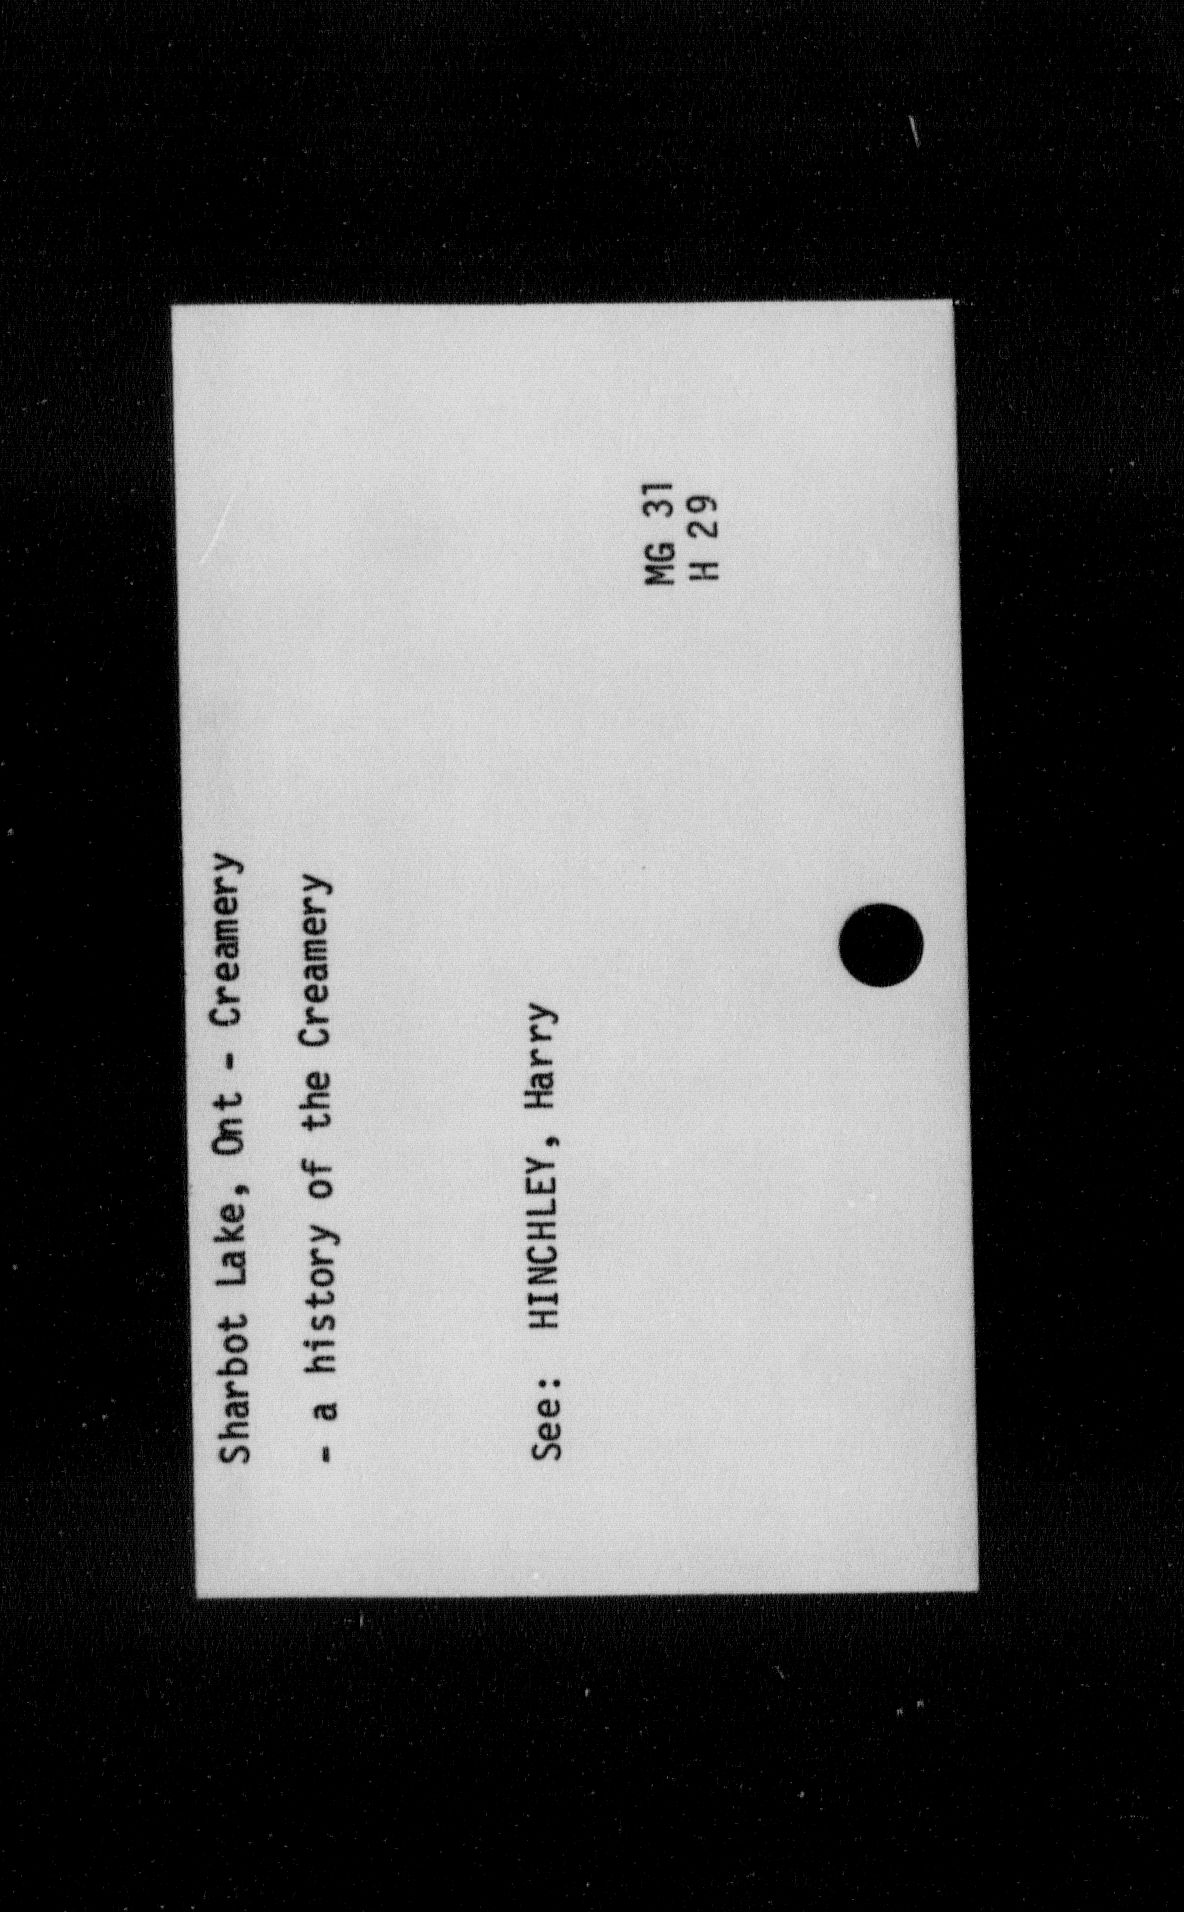 Sharbot Lake, Ont - Creamery
- a history of the Creamery
See: HINCHLEY, Harry
MG 31
H 29